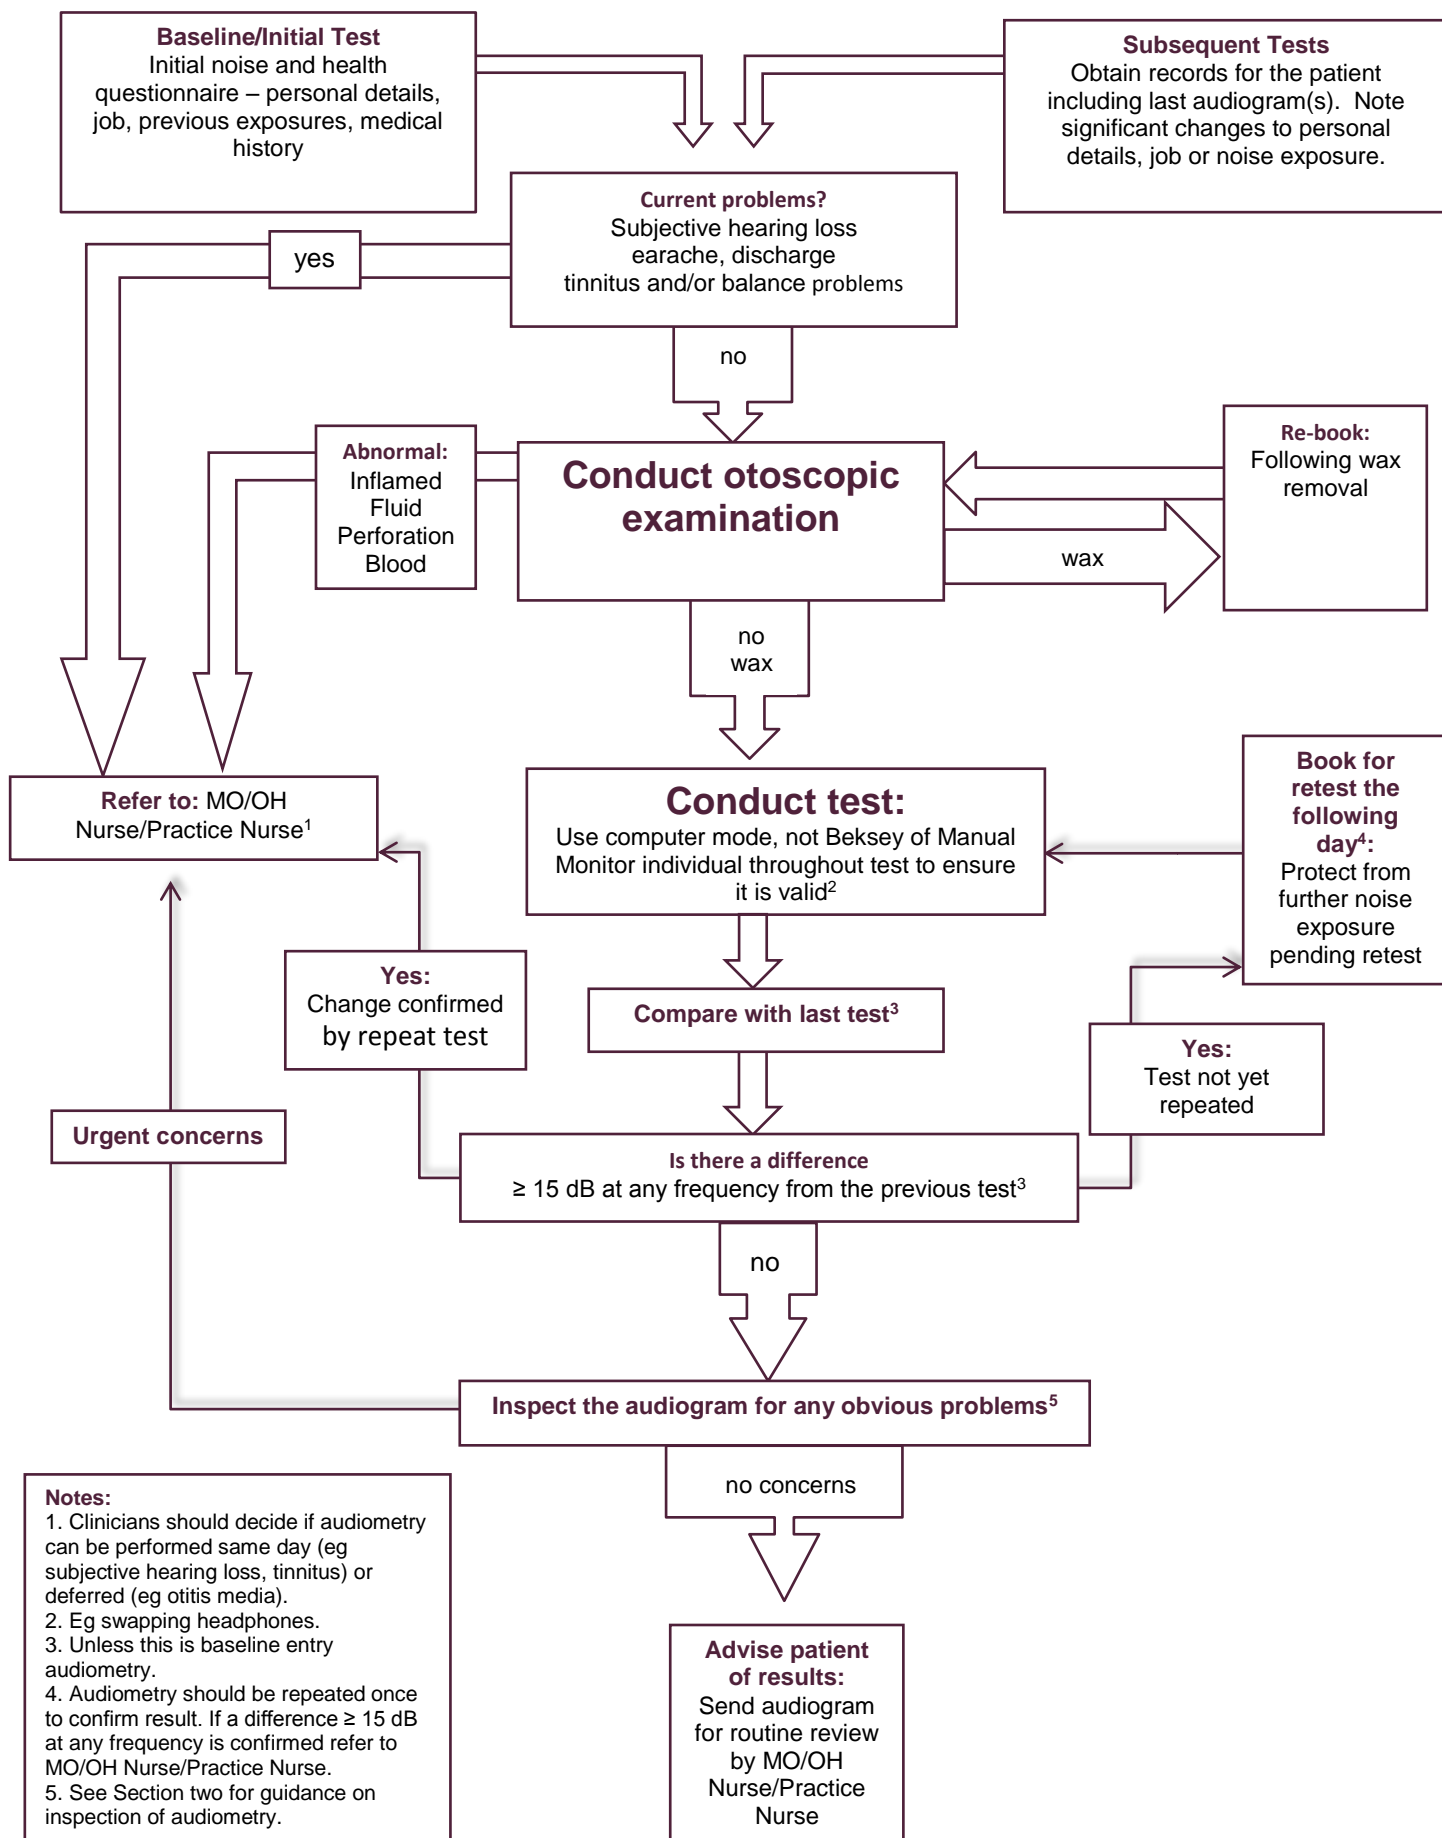 Baseline/Initial Test
Initial noise and health
questionnaire – personal details,
job, previous exposures, medical
history
Subsequent Tests
Obtain records for the patient
including last audiogram(s).  Note
significant changes to personal
details, job or noise exposure.
Current problems?
Subjective hearing loss
earache, discharge
tinnitus and/or balance problems
yes
no
Abnormal:
Inflamed
Fluid
Perforation
Blood
Conduct otoscopic
examination
Re-book:
Following wax
removal
wax
no
wax
Refer to: MO/OH
Nurse/Practice Nurse¹
Conduct test:
Use computer mode, not Beksey of Manual
Monitor individual throughout test to ensure
it is valid²
Book for
retest the
following
day⁴:
Protect from
further noise
exposure
pending retest
Yes:
Change confirmed
by repeat test
Compare with last test³
Yes:
Test not yet
repeated
Urgent concerns
Is there a difference
≥ 15 dB at any frequency from the previous test³
no
Inspect the audiogram for any obvious problems⁵
no concerns
Notes:
1. Clinicians should decide if audiometry
can be performed same day (eg
subjective hearing loss, tinnitus) or
deferred (eg otitis media).
2. Eg swapping headphones.
3. Unless this is baseline entry
audiometry.
4. Audiometry should be repeated once
to confirm result. If a difference ≥ 15 dB
at any frequency is confirmed refer to
MO/OH Nurse/Practice Nurse.
5. See Section two for guidance on
inspection of audiometry.
Advise patient
of results:
Send audiogram
for routine review
by MO/OH
Nurse/Practice
Nurse